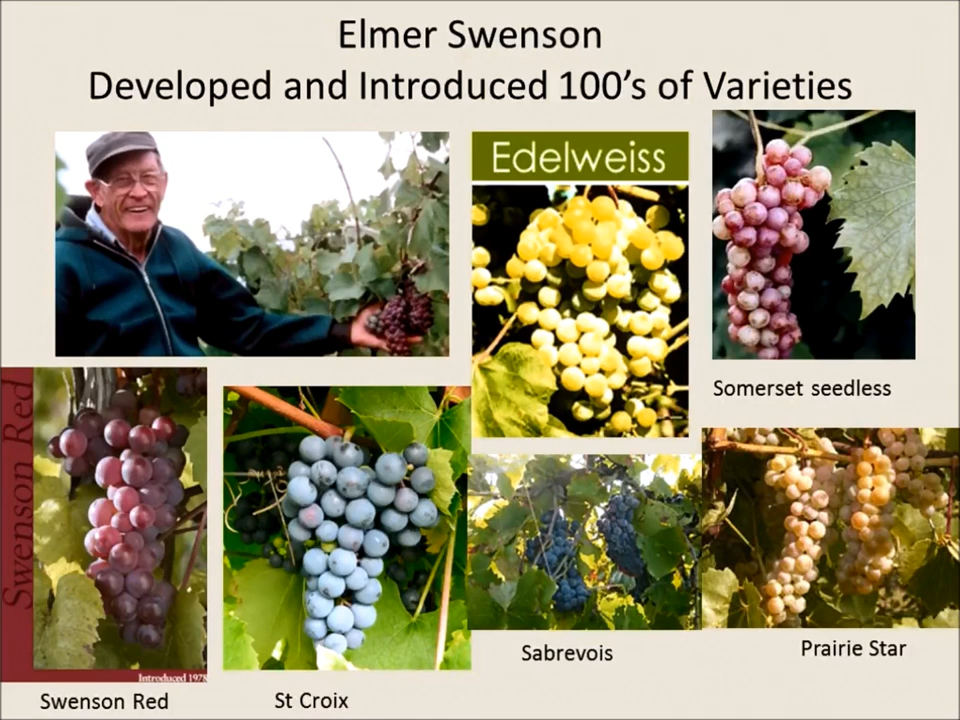 Elmer Swenson
Developed and Introduced 100's of Varieties
Edelweiss
Somerset seedless
Swenson Red
Introduced 1978
Swenson Red
St Croix
Sabrevois
Prairie Star